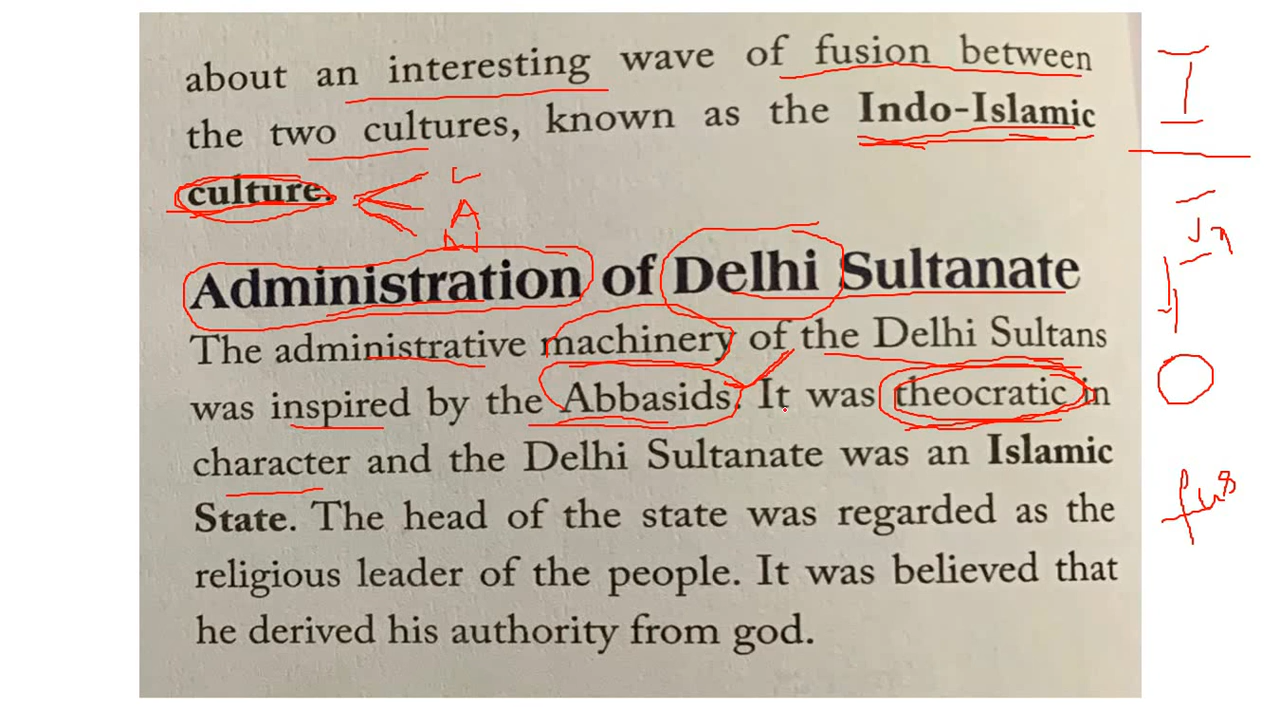 about an interesting wave of fusion between
the two cultures, known as the Indo-Islamic
culture.
L
A
Administration of Delhi Sultanate
The administrative machinery of the Delhi Sultans
was inspired by the Abbasids. It was theocratic in
character and the Delhi Sultanate was an Islamic
State. The head of the state was regarded as the
religious leader of the people. It was believed that
he derived his authority from god.
I